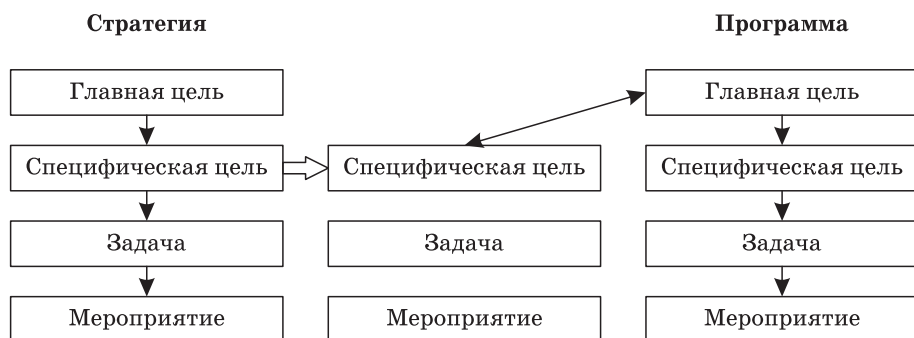 Стратегия
Программа
Главная цель
Главная цель
Специфическая цель
Специфическая цель
Специфическая цель
Задача
Задача
Задача
Мероприятие
Мероприятие
Мероприятие